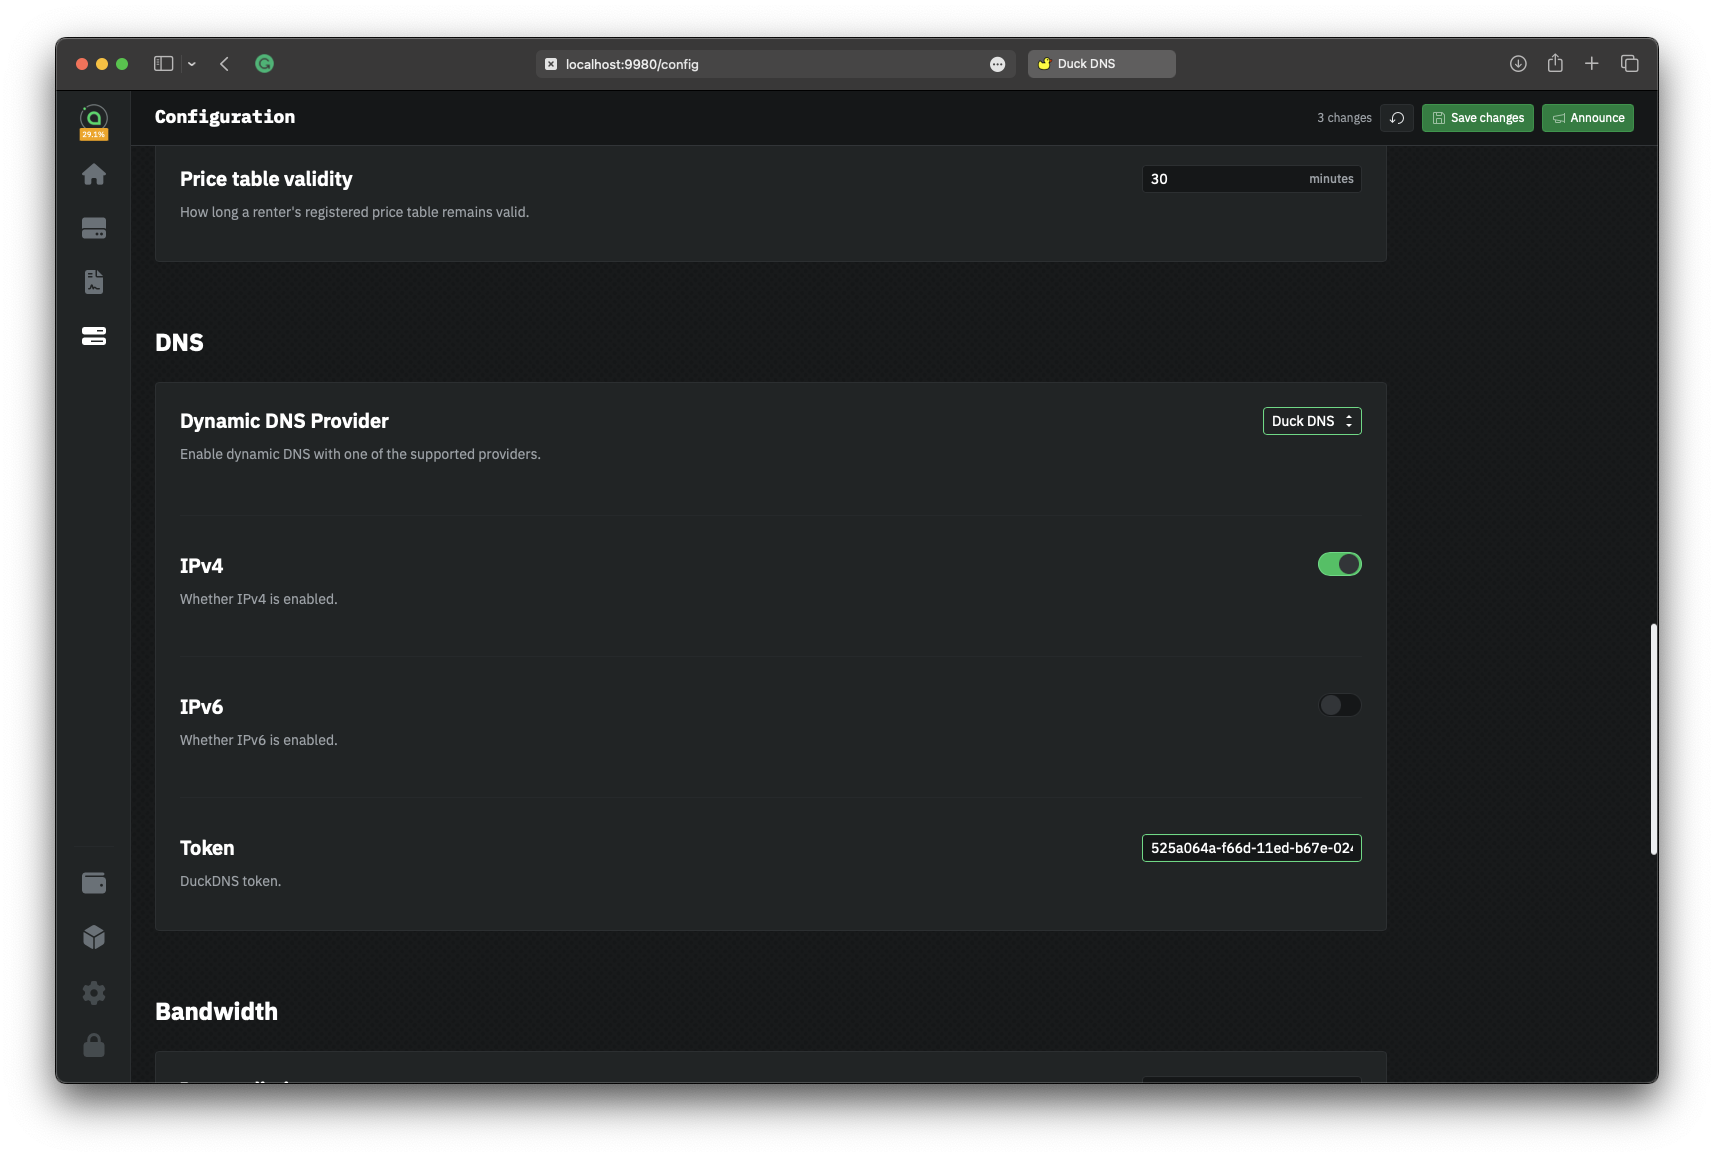 localhost:9980/config
Duck DNS
29.1%
Configuration
3 changes
Save changes
Announce
Price table validity
30 minutes
How long a renter's registered price table remains valid.
DNS
Dynamic DNS Provider
Duck DNS
Enable dynamic DNS with one of the supported providers.
IPv4
Whether IPv4 is enabled.
IPv6
Whether IPv6 is enabled.
Token
525a064a-f66d-11ed-b67e-024
DuckDNS token.
Bandwidth